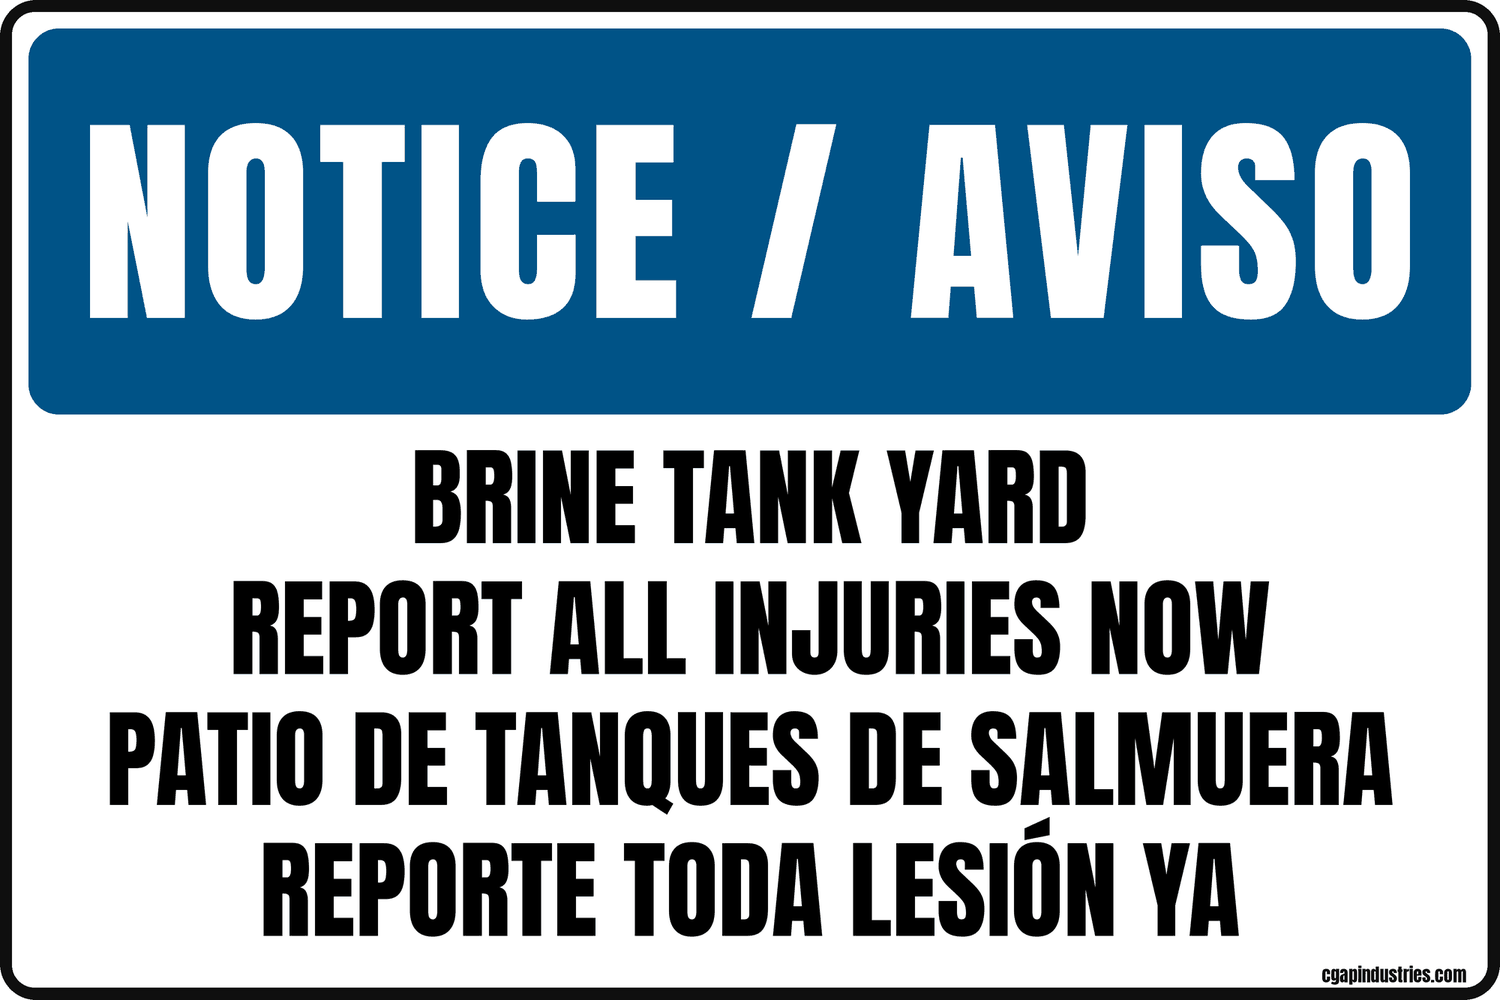 NOTICE / AVISO
BRINE TANK YARD
REPORT ALL INJURIES NOW
PATIO DE TANQUES DE SALMUERA
REPORTE TODA LESIÓN YA
cgapindustries.com